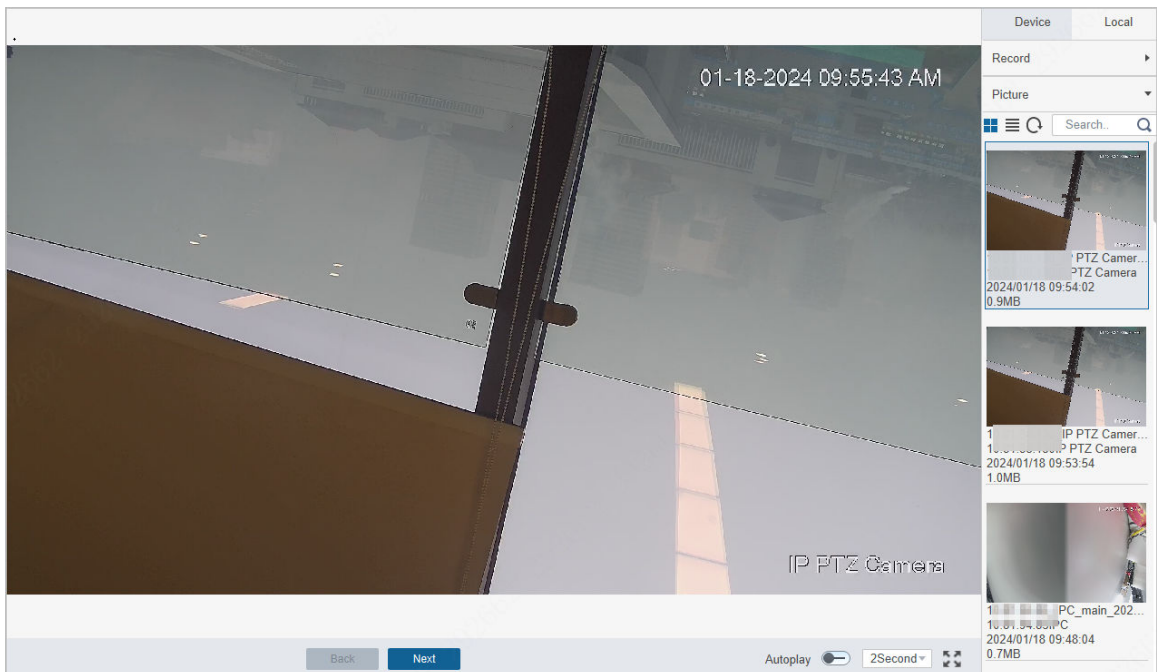 Device Local
Record
Picture
Search..
01-18-2024 09:55:43 AM
IP PTZ Camera
P PTZ Camer...
PTZ Camera
2024/01/18 09:54:02
0.9MB
IP PTZ Camer...
PTZ Camera
2024/01/18 09:53:54
1.0MB
PC_main_202...
2024/01/18 09:48:04
0.7MB
Back Next Autoplay 2Second